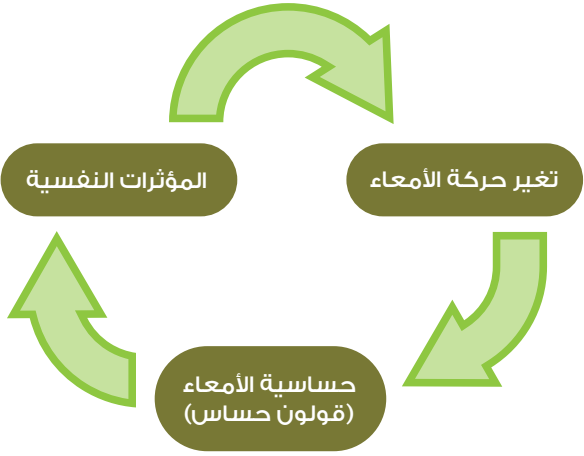 تغير حركة الأمعاء
المؤثرات النفسية
حساسية الأمعاء
(قولون حساس)